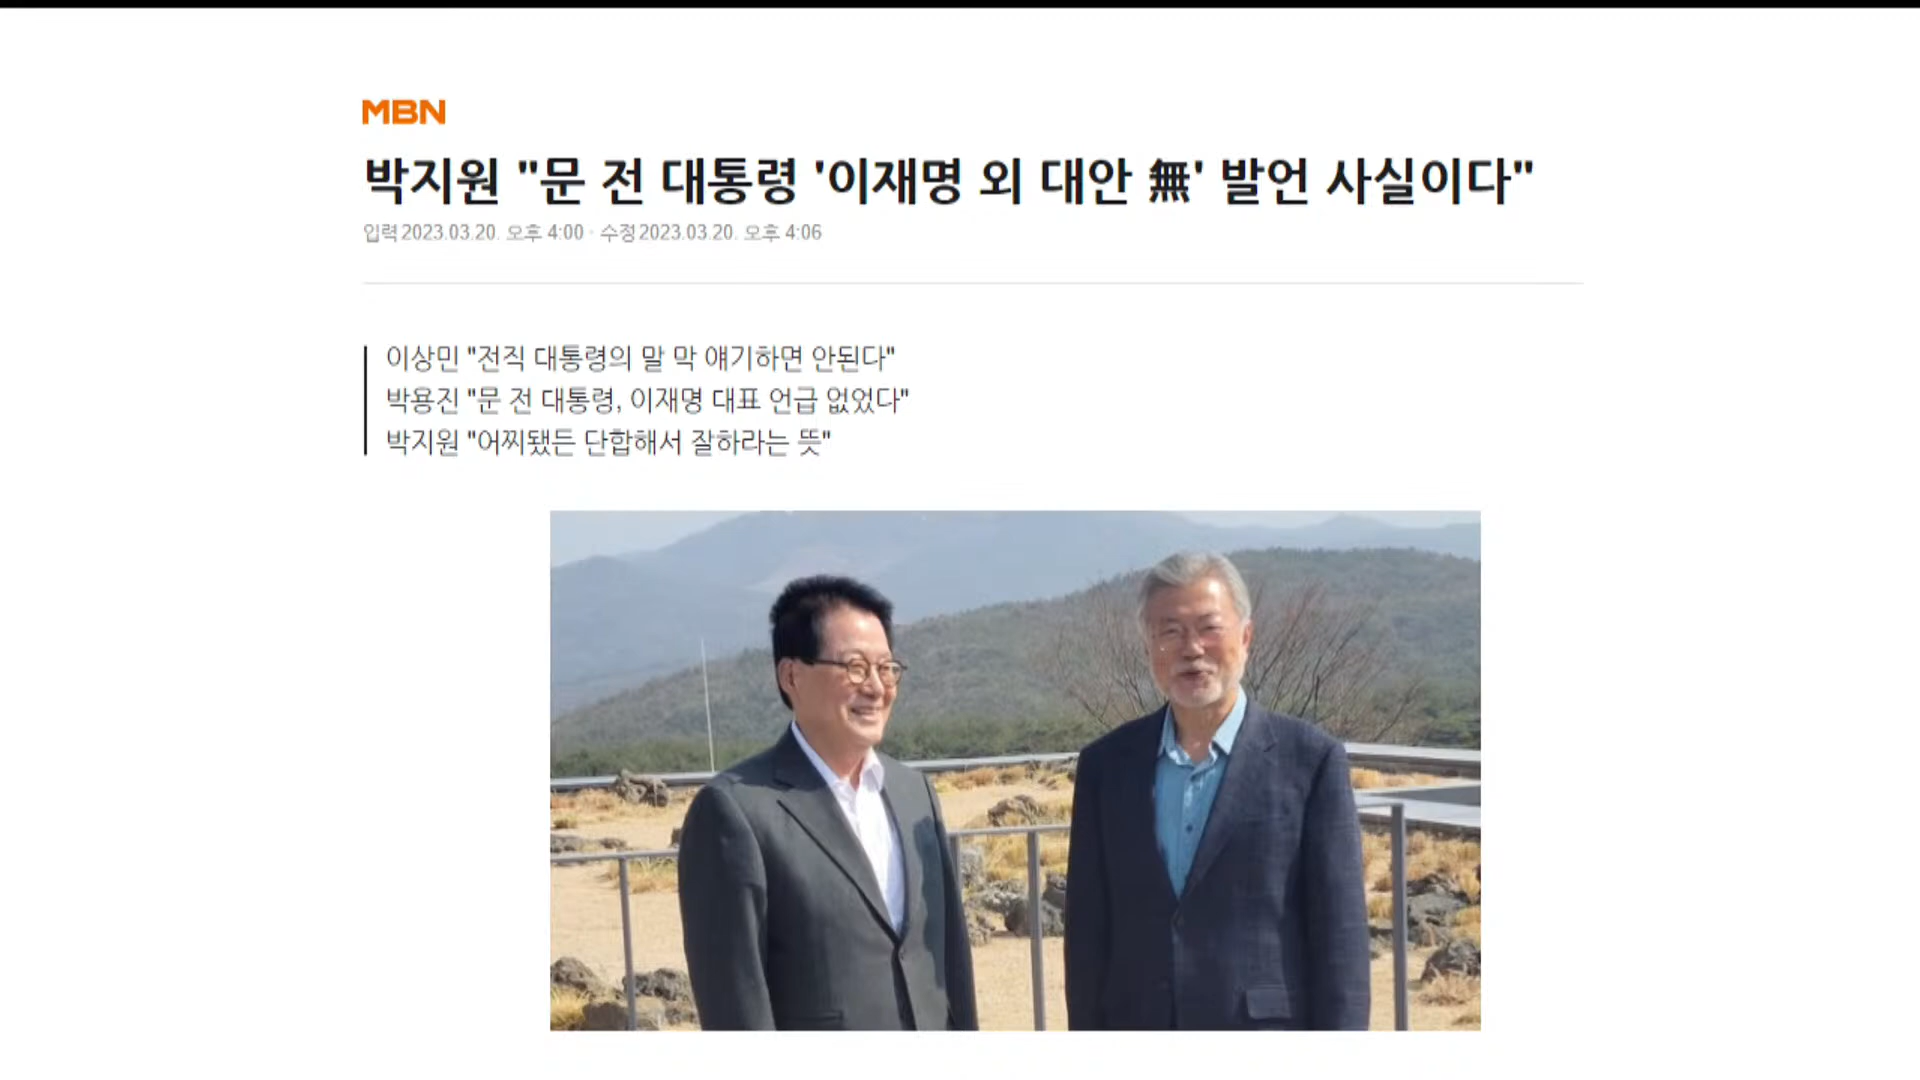 MBN
박지원 "문 전 대통령 '이재명 외 대안 無' 발언 사실이다"
입력 2023.03.20. 오후 4:00 · 수정 2023.03.20. 오후 4:06
이상민 "전직 대통령의 말 막 얘기하면 안된다"
박용진 "문 전 대통령, 이재명 대표 언급 없었다"
박지원 "어찌됐든 단합해서 잘하라는 뜻"